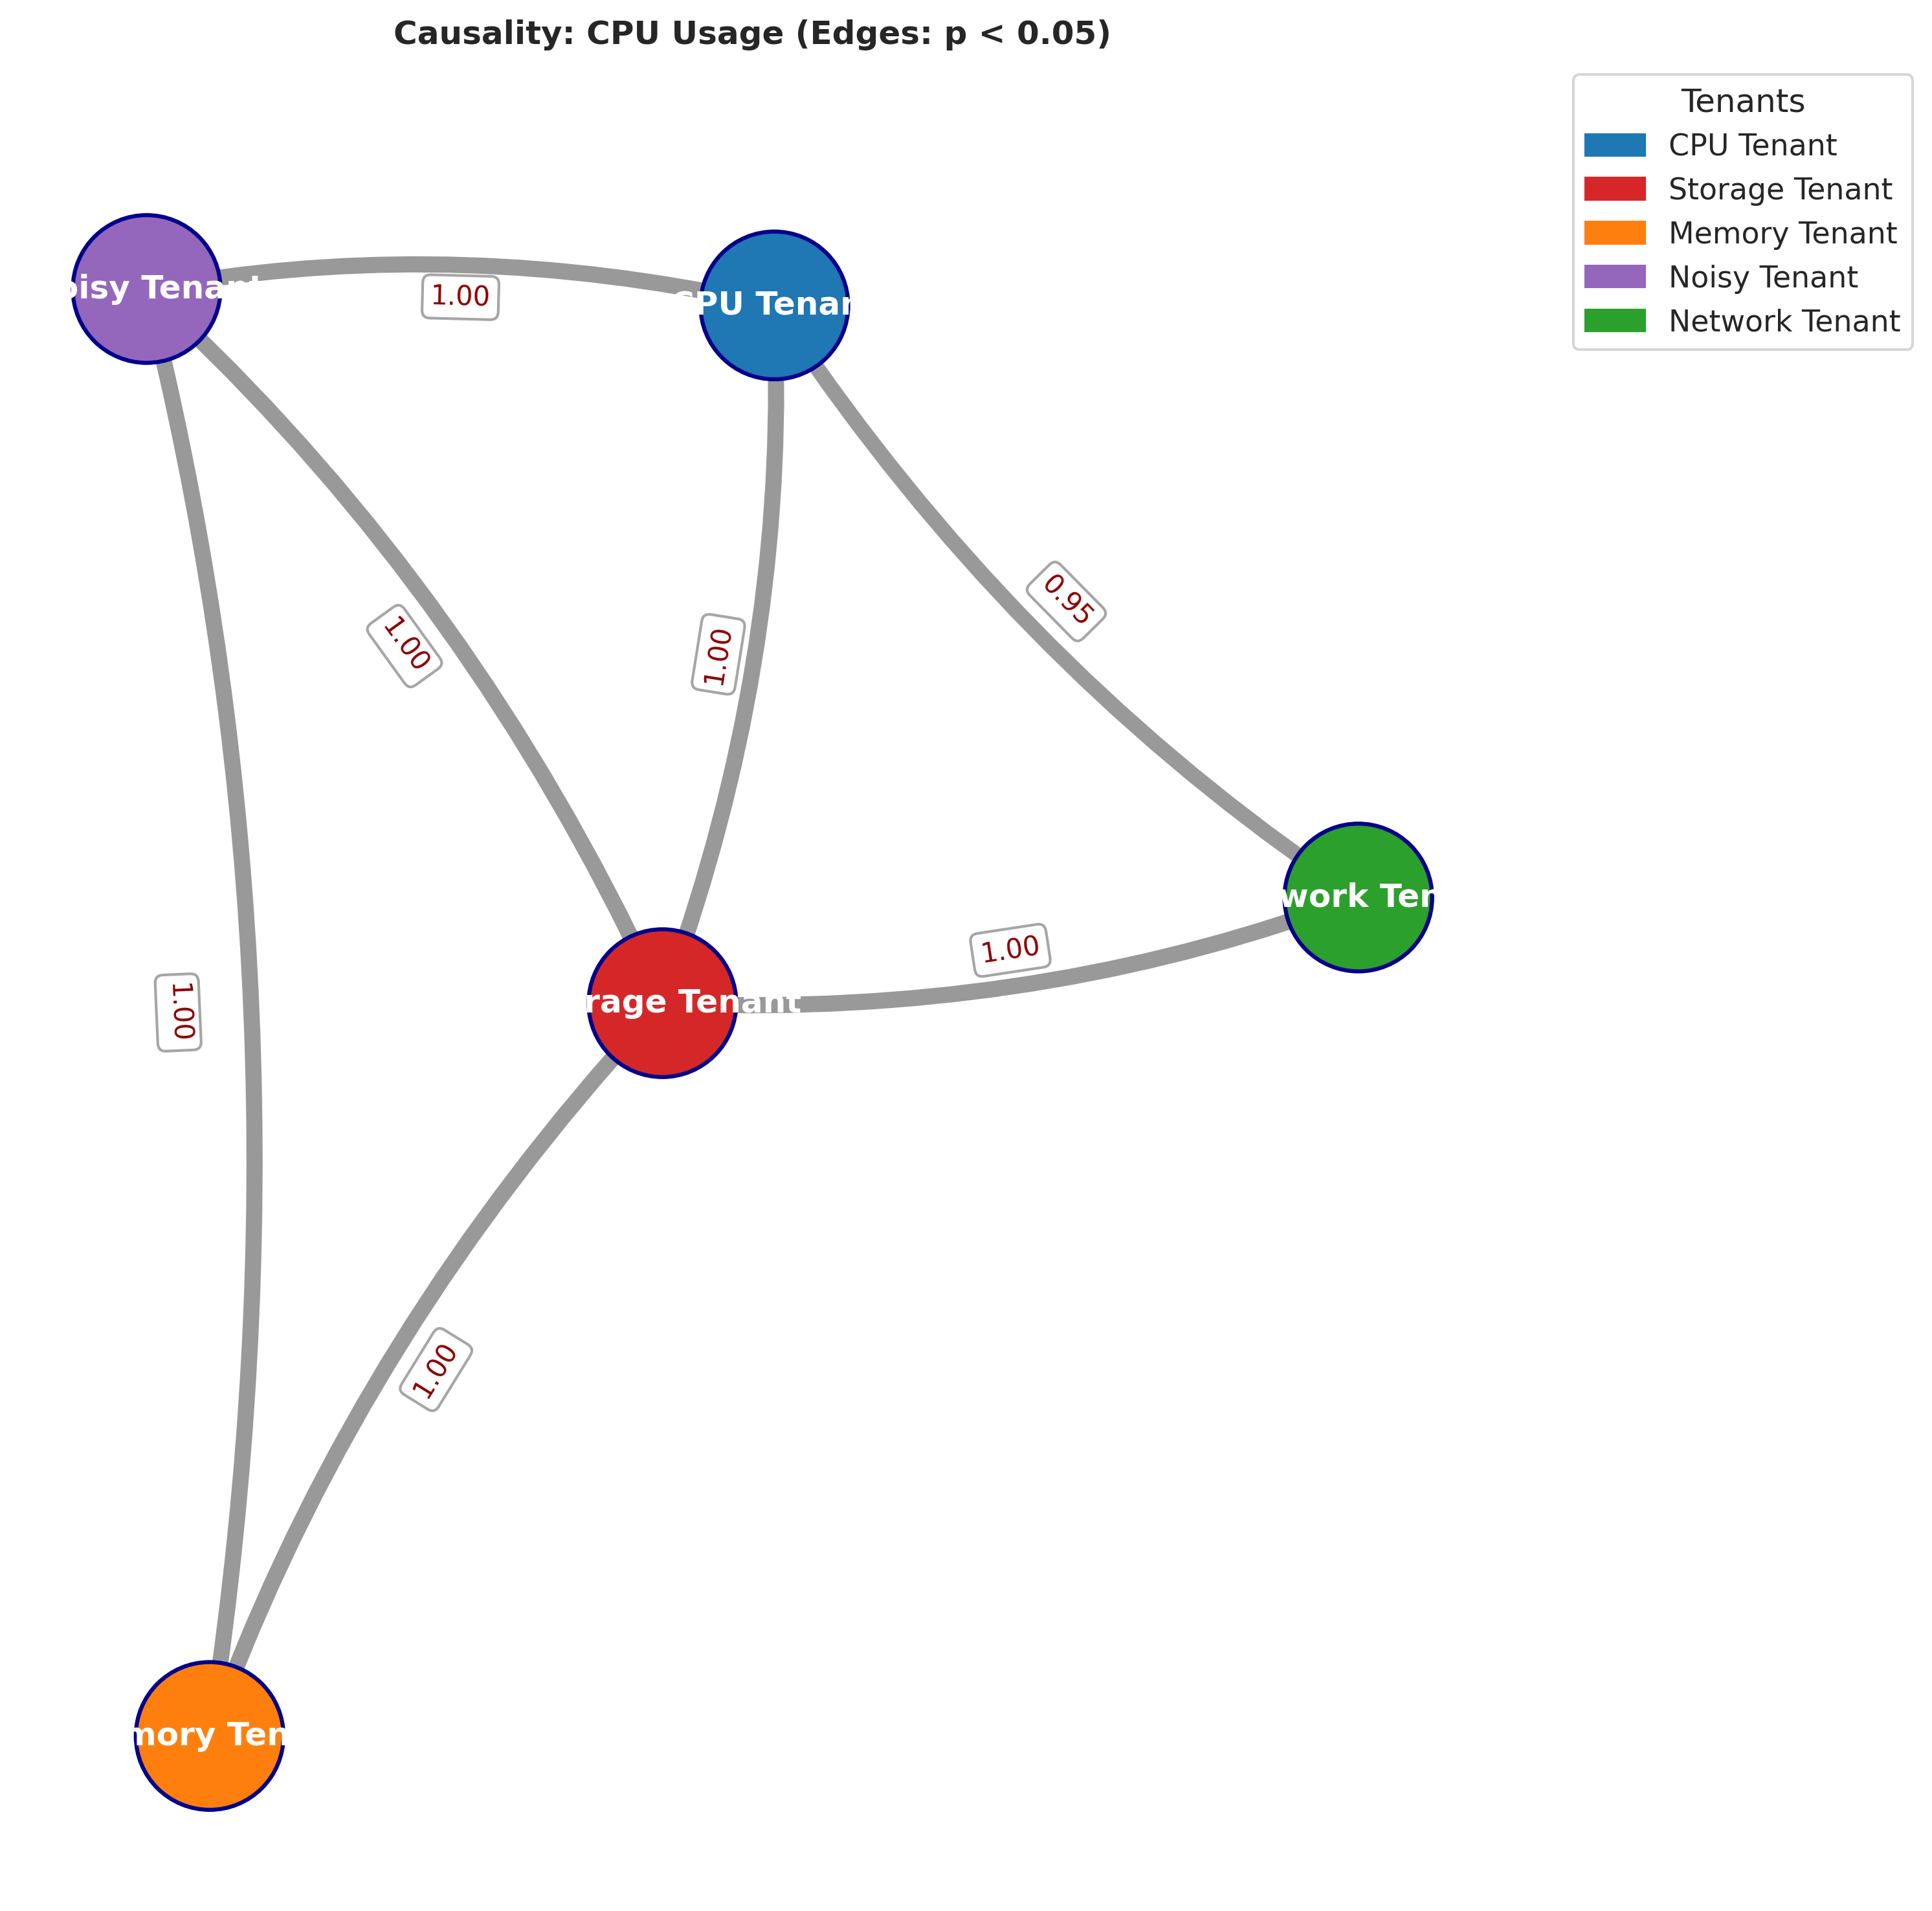 Causality: CPU Usage (Edges: p < 0.05)
Tenants
CPU Tenant
Storage Tenant
Memory Tenant
Noisy Tenant
Network Tenant
oisy Tenant
CPU Tenan
1.00
0.95
1.00
1.00
work Ten
1.00
rage Tenant
1.00
1.00
mory Ten